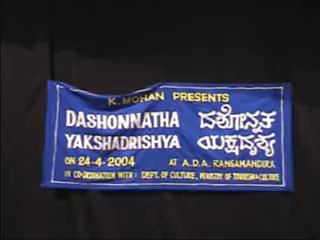 K. MOHAN PRESENTS
DASHONNATHA ದಶೋನ್ನತ
YAKSHADRISHYA ಯಕ್ಷದೃಶ್ಯ
ON 24-4-2004 AT A.D.A. RANGAMANDIRA
IN CO-ORDINATION WITH : DEPT. OF CULTURE, MINISTRY OF TOURISM & CULTURE